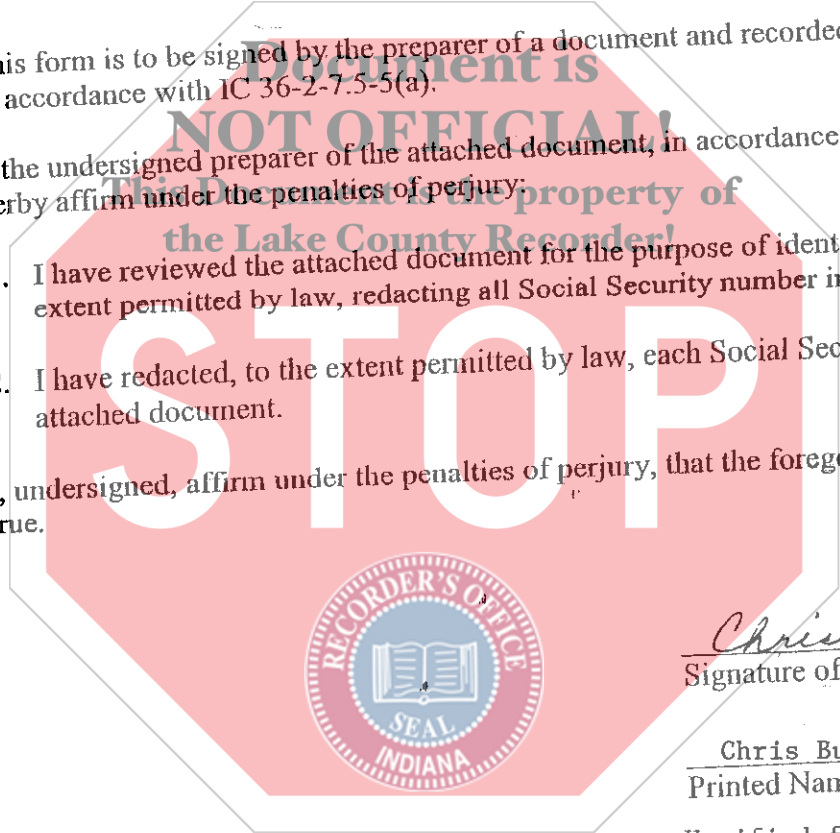 his form is to be signed by the preparer of a document and recorded
accordance with IC 36-2-7.5-5(a).
Document is
NOT OFFICIAL!
the undersigned preparer of the attached document, in accordance
erby affirm under the penalties of perjury:
This Document is the property of
the Lake County Recorder!
. I have reviewed the attached document for the purpose of ident
extent permitted by law, redacting all Social Security number in
. I have redacted, to the extent permitted by law, each Social Sec
attached document.
STOP
, undersigned, affirm under the penalties of perjury, that the forego
rue.
RECORDER'S OFFICE
SEAL
INDIANA
Chris
Signature of
Chris Bu
Printed Nam